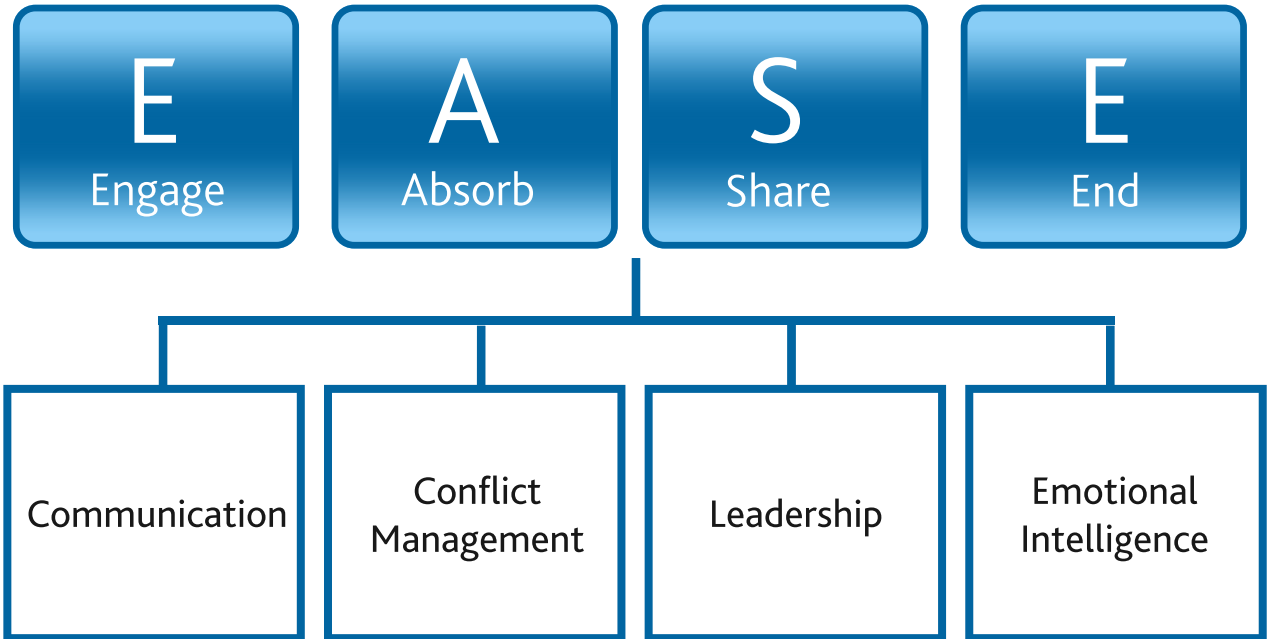 E
Engage
A
Absorb
S
Share
E
End
Communication
Conflict
Management
Leadership
Emotional
Intelligence